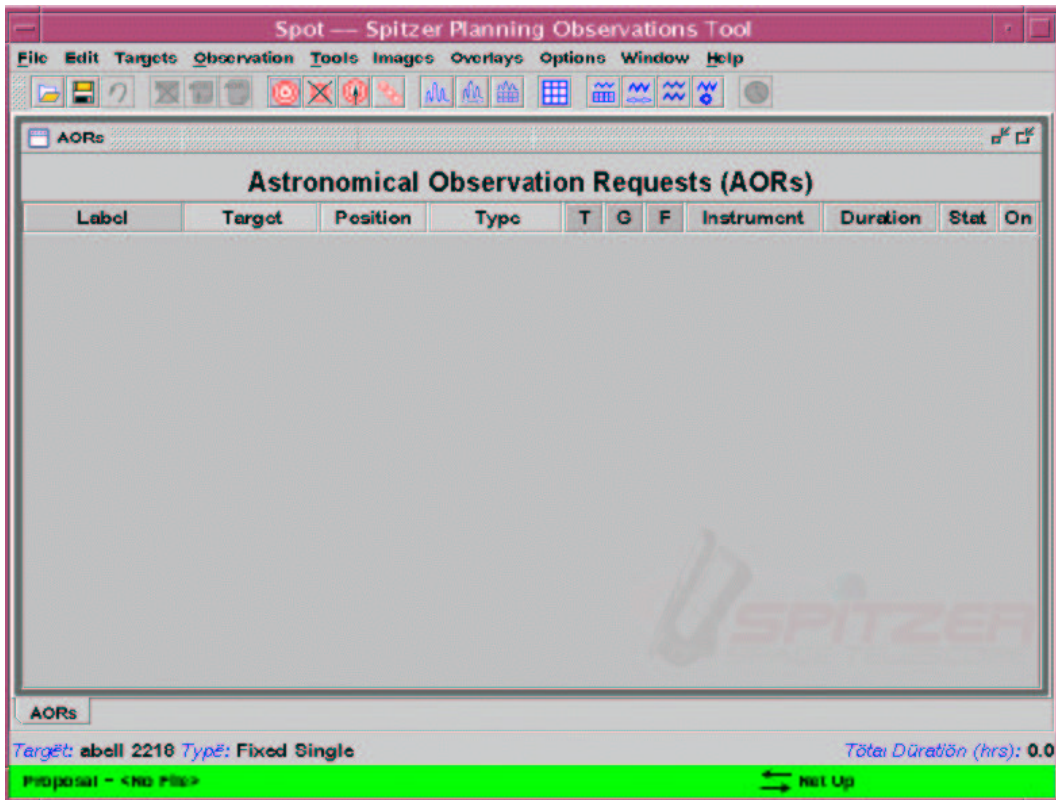 Spot –– Spitzer Planning Observations Tool
File Edit Targets Observation Tools Images Overlays Options Window Help
AORs
Astronomical Observation Requests (AORs)
Label Target Position Type T G F Instrument Duration Stat On
SPITZER
AORs
Target: abell 2218 Type: Fixed Single Total Duration (hrs): 0.0
Proposal - <No File> Net Up